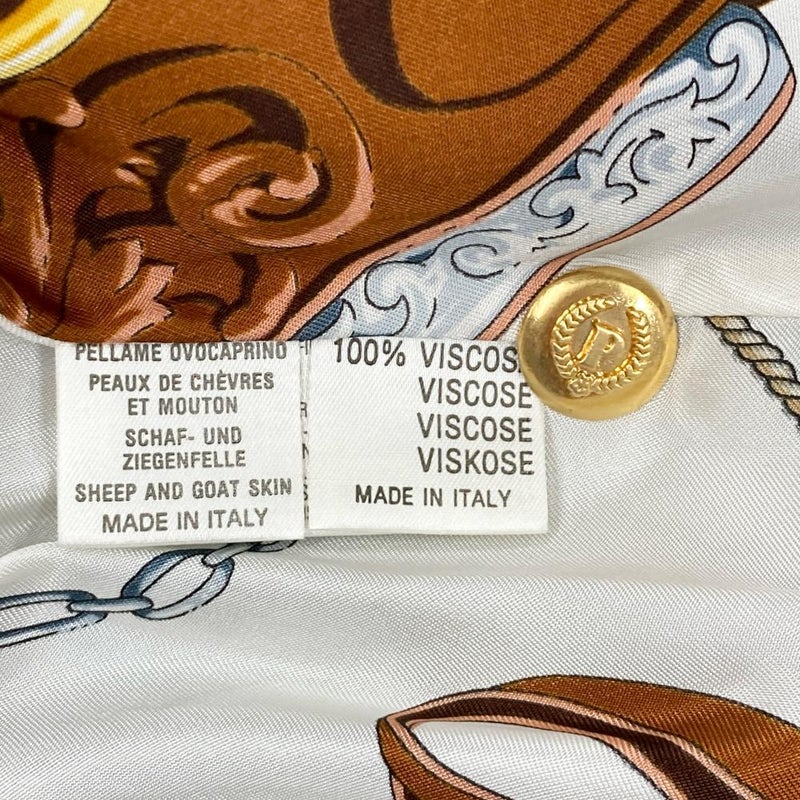 PELLAME OVOCAPRINO
PEAUX DE CHÈVRES
ET MOUTON
SCHAF- UND
ZIEGENFELLE
SHEEP AND GOAT SKIN
MADE IN ITALY
100% VISCOSA
VISCOSE
VISCOSE
VISKOSE
MADE IN ITALY
P